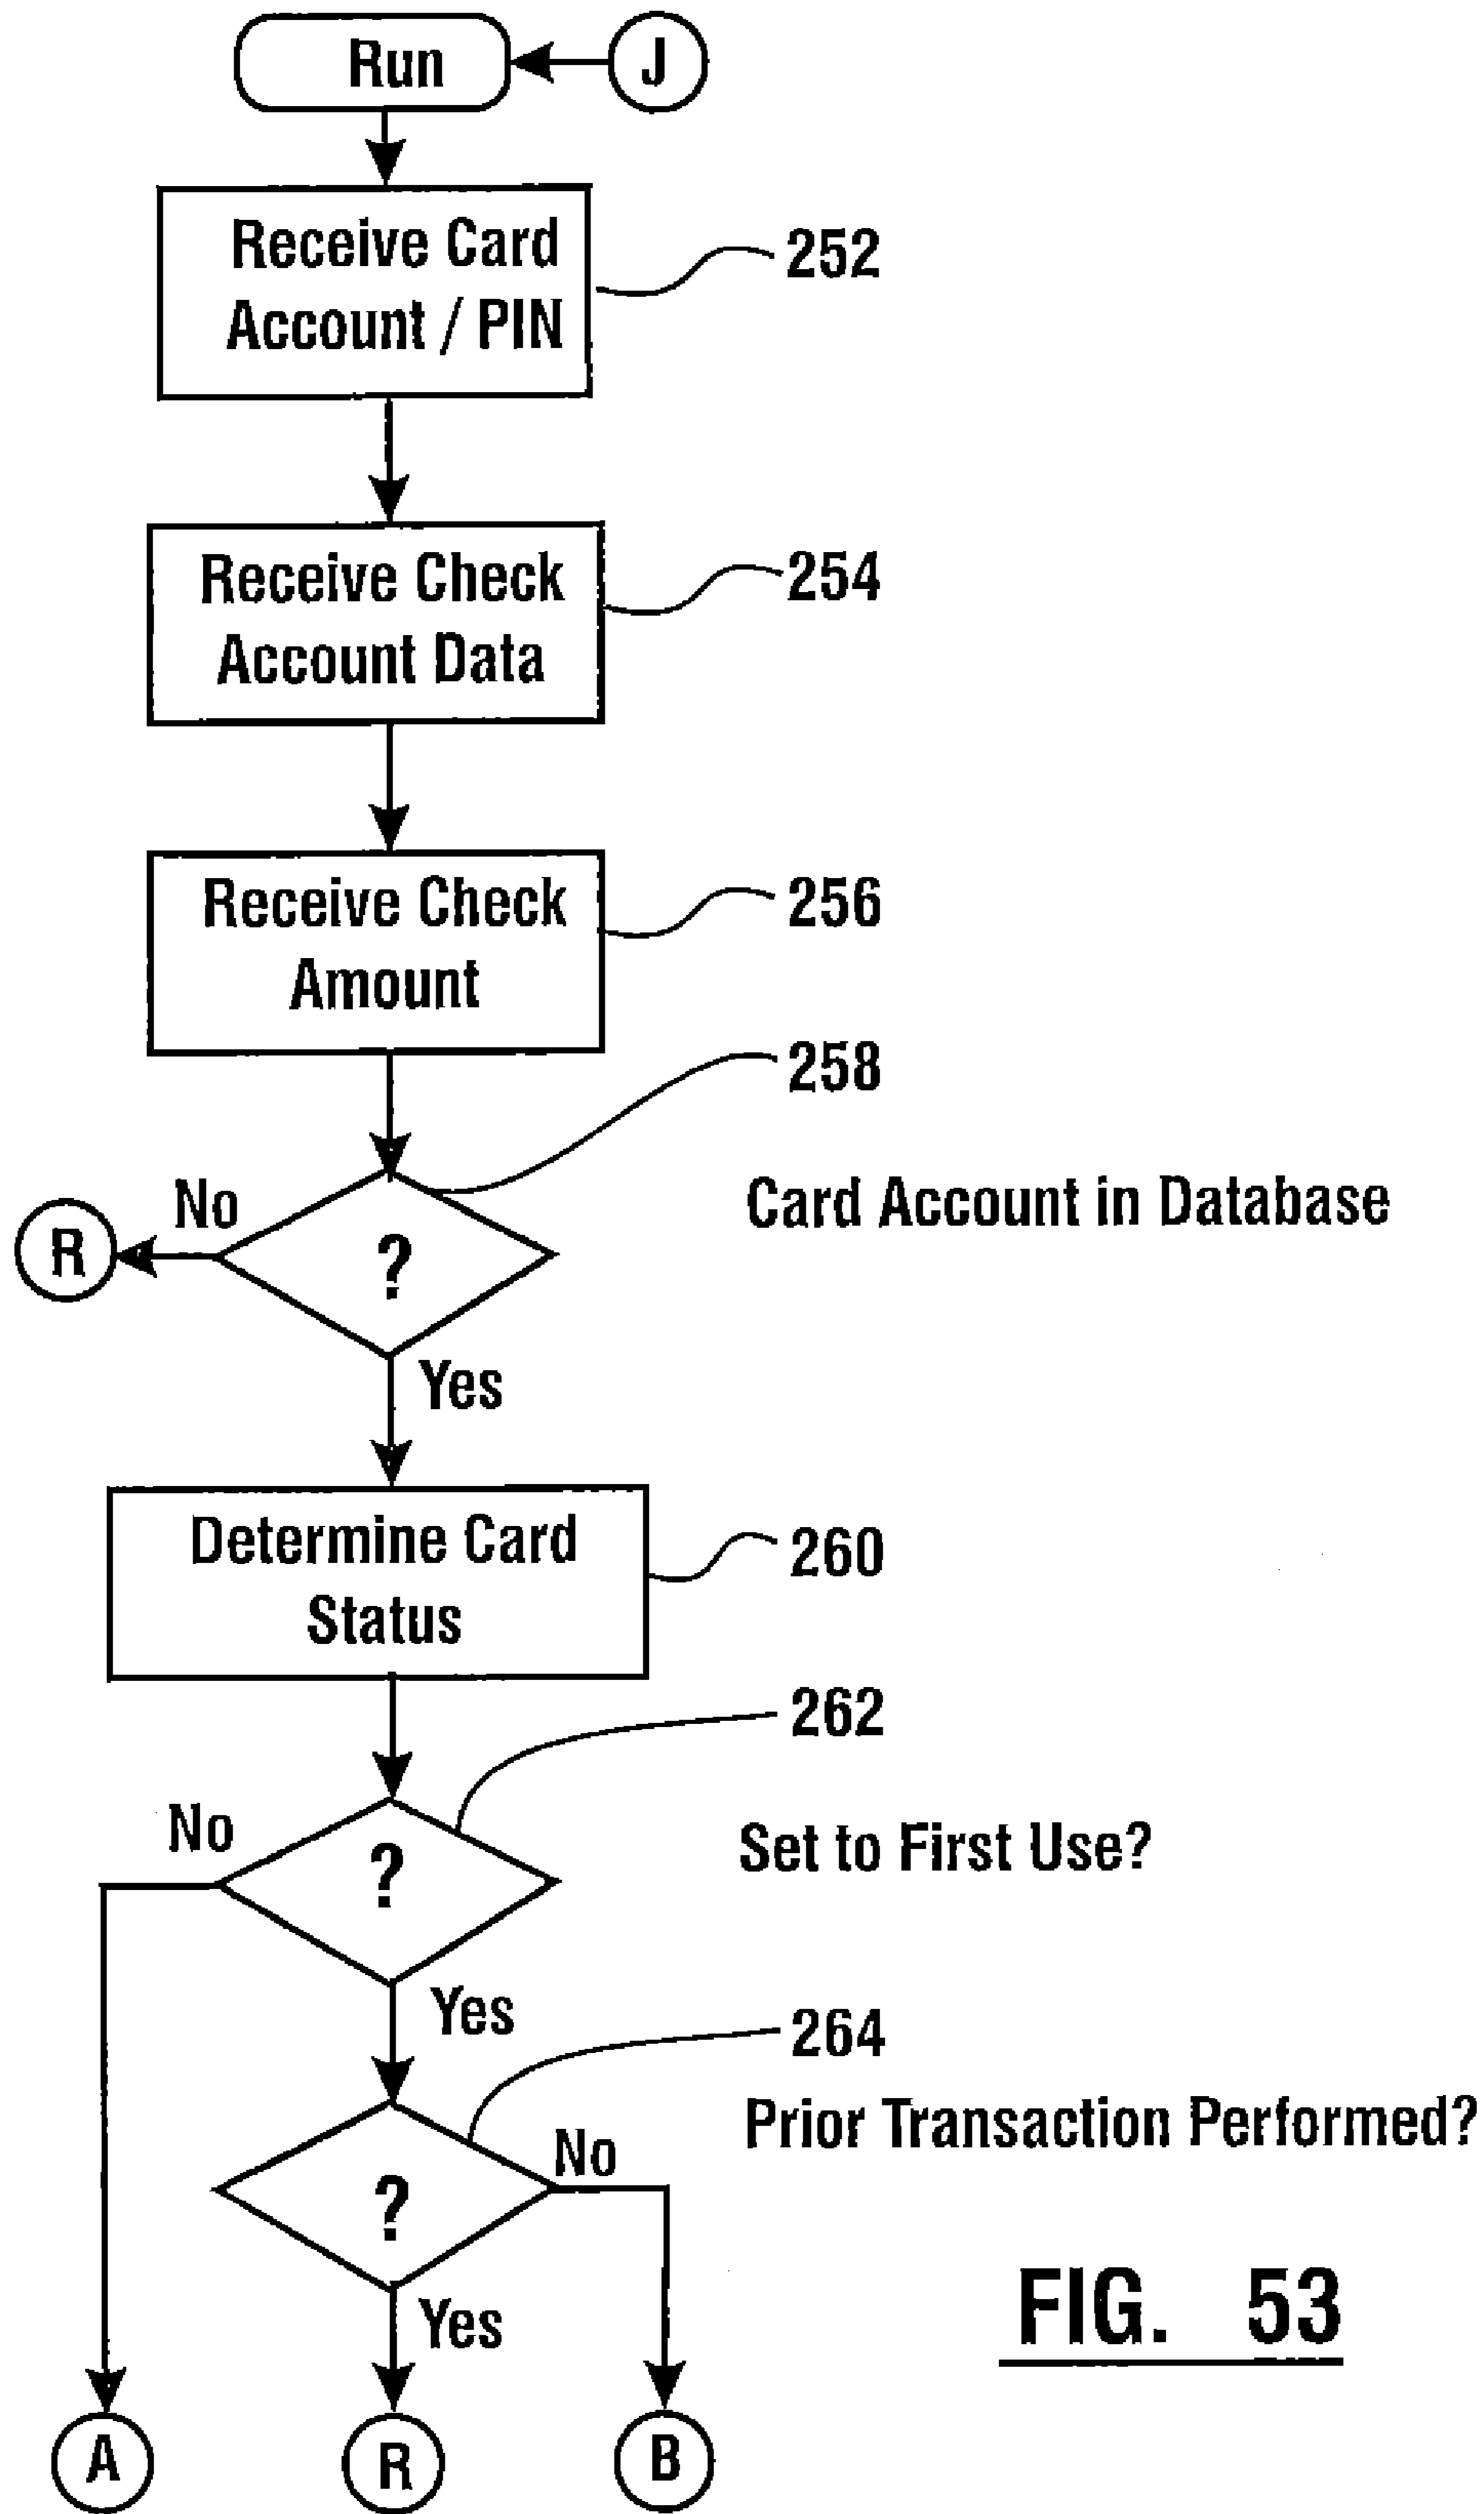 Run
J
Receive Card
Account / PIN
252
Receive Check
Account Data
254
Receive Check
Amount
256
258
No
Card Account in Database
R
?
Yes
Determine Card
Status
260
262
No
?
Set to First Use?
Yes
264
No
Prior Transaction Performed?
?
Yes
FIG. 53
A
R
B